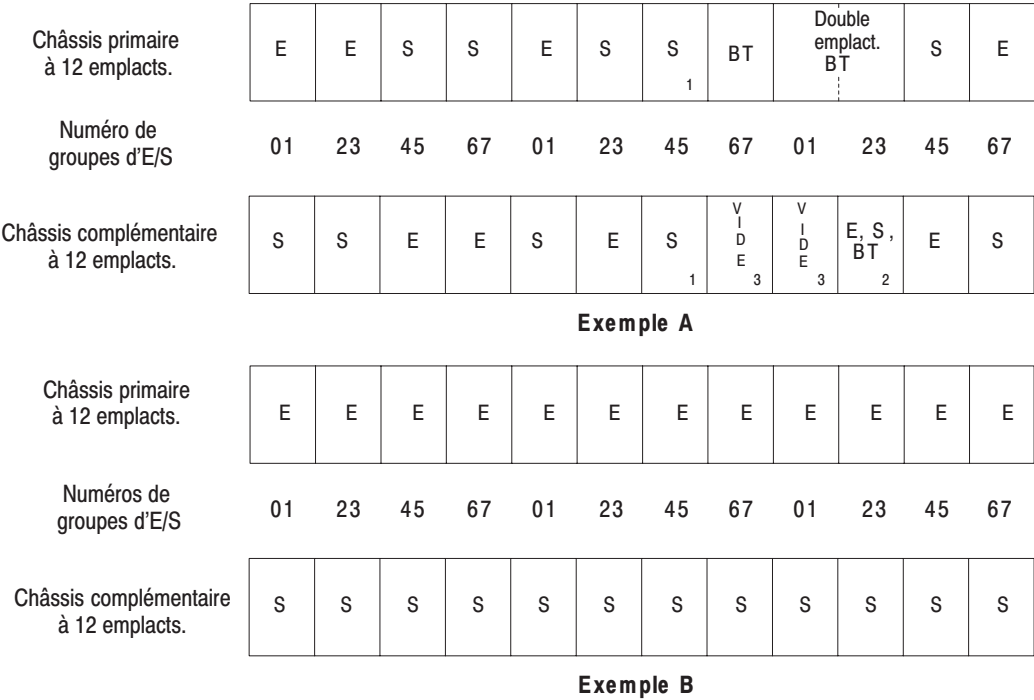 Châssis primaire
à 12 emplacts.
E E S S E S S 1 BT Double emplact. BT S E
Numéro de
groupes d'E/S
01 23 45 67 01 23 45 67 01 23 45 67
Châssis complémentaire
à 12 emplacts.
S S E E S E S 1 VIDE 3 VIDE 3 E, S, BT 2 E S
Exemple A
Châssis primaire
à 12 emplacts.
E E E E E E E E E E E E
Numéros de
groupes d'E/S
01 23 45 67 01 23 45 67 01 23 45 67
Châssis complémentaire
à 12 emplacts.
S S S S S S S S S S S S
Exemple B